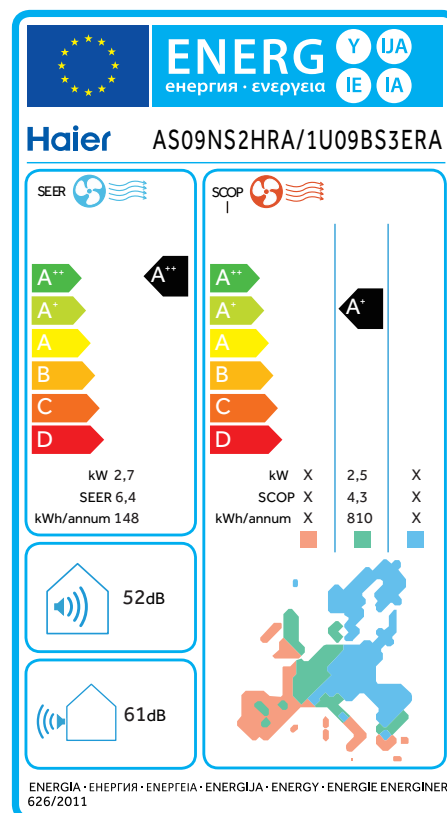 ENERG
енергия · ενεργεια
Y IJA
IE IA
Haier AS09NS2HRA/1U09BS3ERA
SEER
A++
A++
A+
A
B
C
D
kW 2,7
SEER 6,4
kWh/annum 148
SCOP
I
A++
A+
A+
A
B
C
D
kW X 2,5 X
SCOP X 4,3 X
kWh/annum X 810 X
52dB
61dB
ENERGIA · ЕНЕРГИЯ · ΕΝΕΡΓΕΙΑ · ENERGIJA · ENERGY · ENERGIE ENERGINER
626/2011